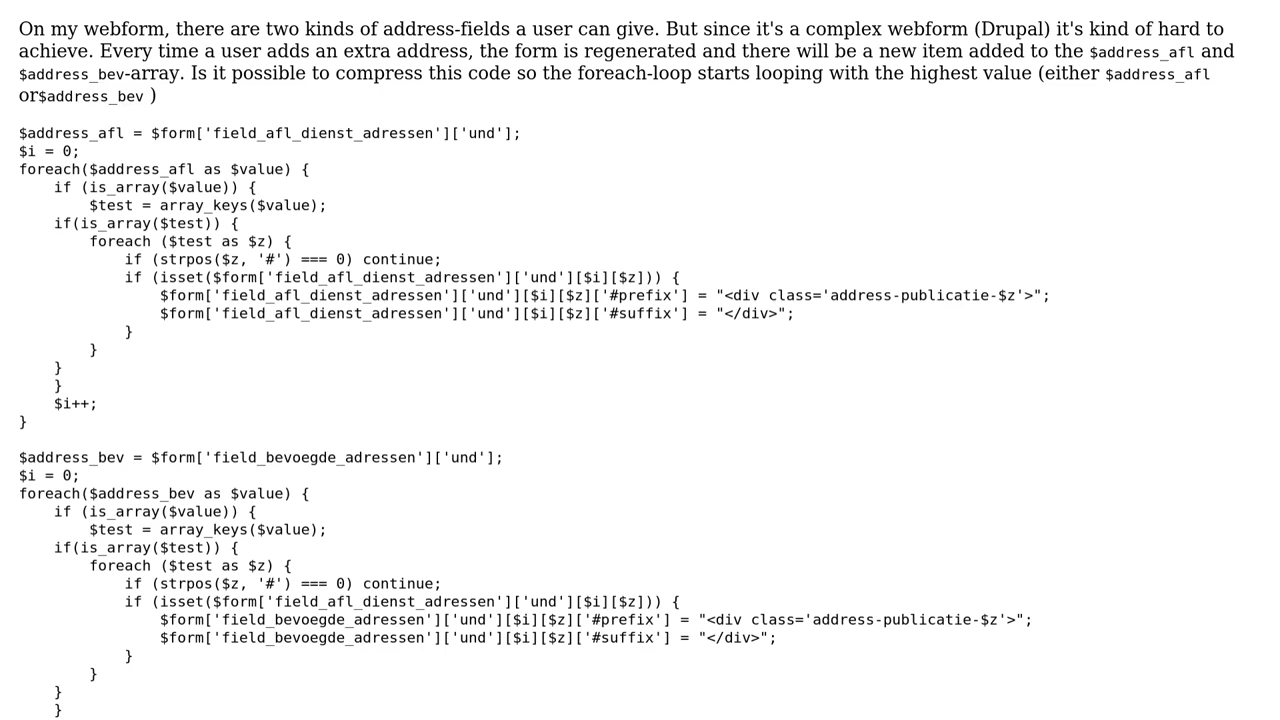 On my webform, there are two kinds of address-fields a user can give. But since it's a complex webform (Drupal) it's kind of hard to
achieve. Every time a user adds an extra address, the form is regenerated and there will be a new item added to the $address_afl and
$address_bev-array. Is it possible to compress this code so the foreach-loop starts looping with the highest value (either $address_afl
or$address_bev )
$address_afl = $form['field_afl_dienst_adressen']['und'];
$i = 0;
foreach($address_afl as $value) {
    if (is_array($value)) {
        $test = array_keys($value);
    if(is_array($test)) {
        foreach ($test as $z) {
            if (strpos($z, '#') === 0) continue;
            if (isset($form['field_afl_dienst_adressen']['und'][$i][$z])) {
                $form['field_afl_dienst_adressen']['und'][$i][$z]['#prefix'] = "<div class='address-publicatie-$z'>";
                $form['field_afl_dienst_adressen']['und'][$i][$z]['#suffix'] = "</div>";
            }
        }
    }
    }
    $i++;
}
$address_bev = $form['field_bevoegde_adressen']['und'];
$i = 0;
foreach($address_bev as $value) {
    if (is_array($value)) {
        $test = array_keys($value);
    if(is_array($test)) {
        foreach ($test as $z) {
            if (strpos($z, '#') === 0) continue;
            if (isset($form['field_afl_dienst_adressen']['und'][$i][$z])) {
                $form['field_bevoegde_adressen']['und'][$i][$z]['#prefix'] = "<div class='address-publicatie-$z'>";
                $form['field_bevoegde_adressen']['und'][$i][$z]['#suffix'] = "</div>";
            }
        }
    }
    }